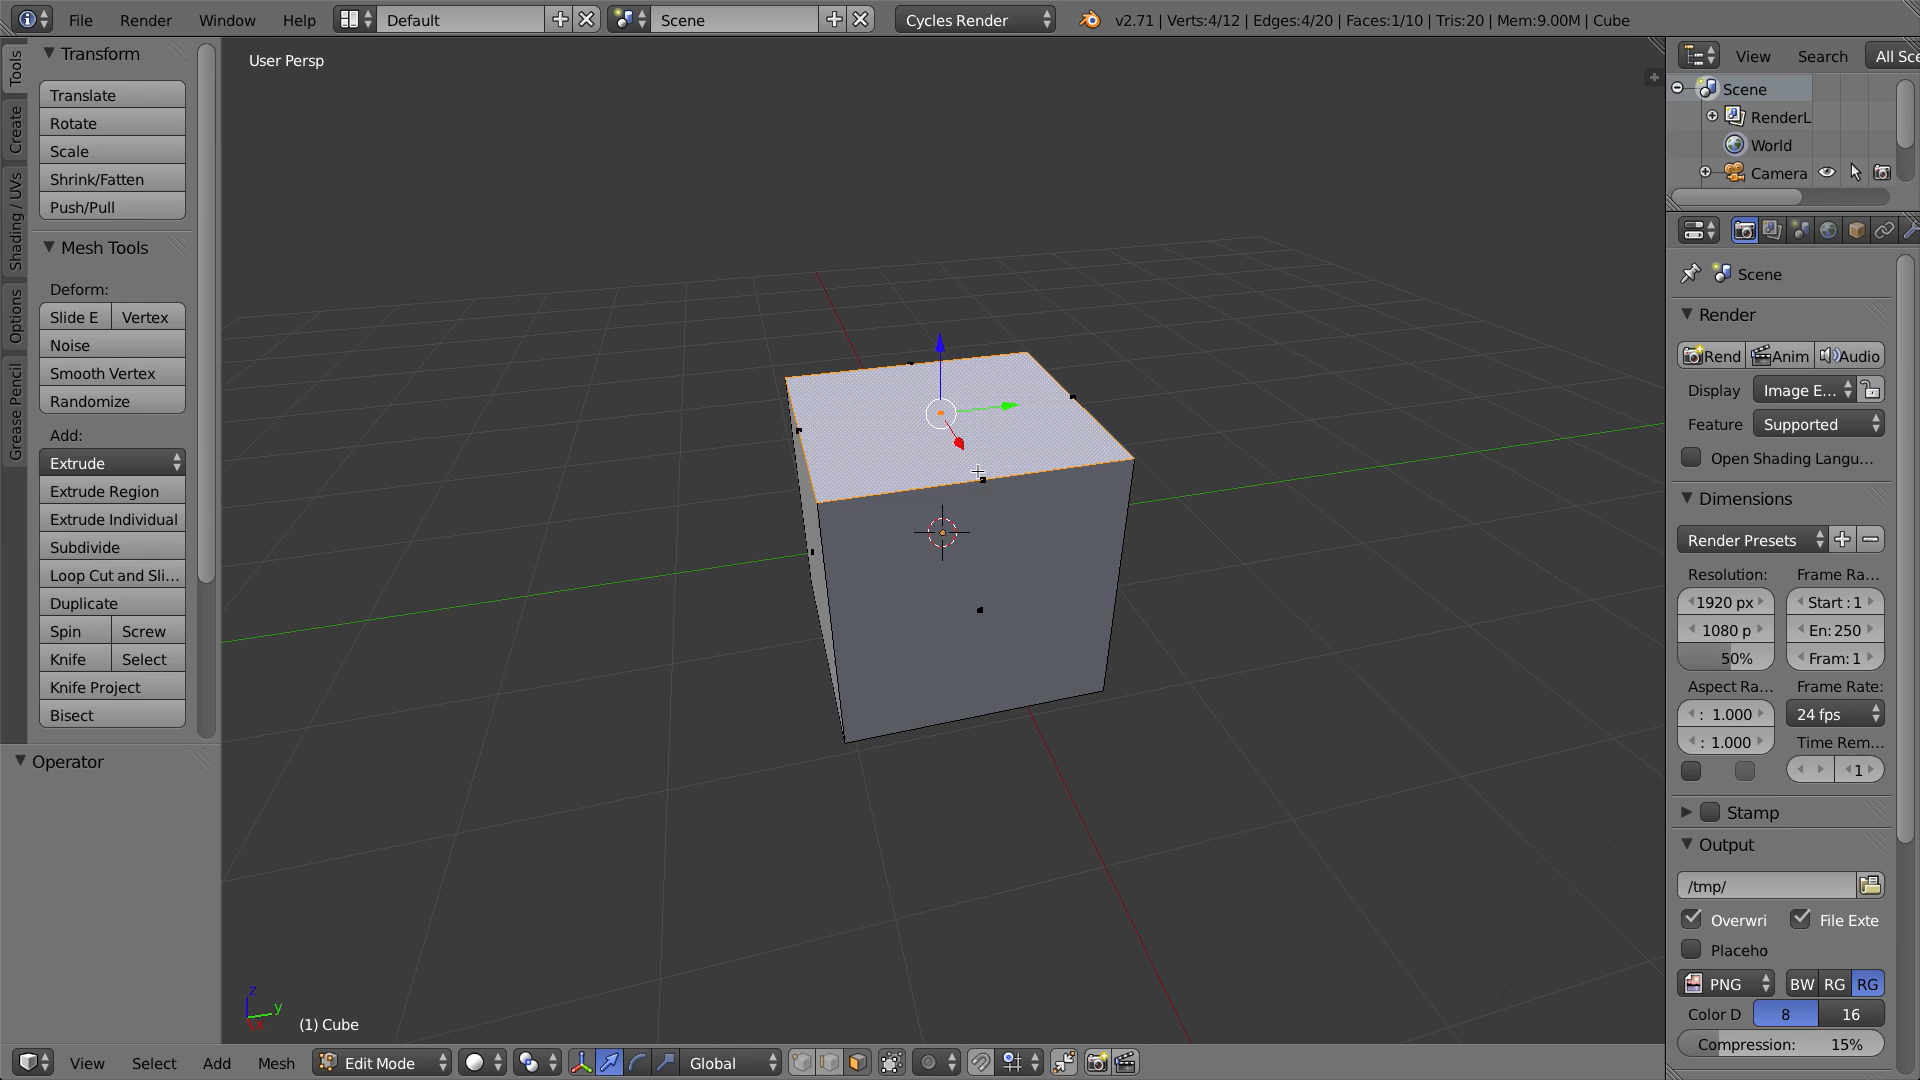 File Render Window Help Default Scene Cycles Render v2.71 | Verts:4/12 | Edges:4/20 | Faces:1/10 | Tris:20 | Mem:9.00M | Cube
Tools
Create
Shading / UVs
Options
Grease Pencil
Transform
Translate
Rotate
Scale
Shrink/Fatten
Push/Pull
Mesh Tools
Deform:
Slide E Vertex
Noise
Smooth Vertex
Randomize
Add:
Extrude
Extrude Region
Extrude Individual
Subdivide
Loop Cut and Sli...
Duplicate
Spin Screw
Knife Select
Knife Project
Bisect
Operator
User Persp
z
y
x
(1) Cube
View Select Add Mesh Edit Mode Global
View Search All Sce
Scene
RenderL
World
Camera
Scene
Render
Rend Anim Audio
Display Image E...
Feature Supported
Open Shading Langu...
Dimensions
Render Presets
Resolution: Frame Ra...
1920 px Start : 1
1080 p En: 250
50% Fram: 1
Aspect Ra... Frame Rate:
: 1.000 24 fps
: 1.000 Time Rem...
1
Stamp
Output
/tmp/
Overwri File Exte
Placeho
PNG BW RG RG
Color D 8 16
Compression: 15%